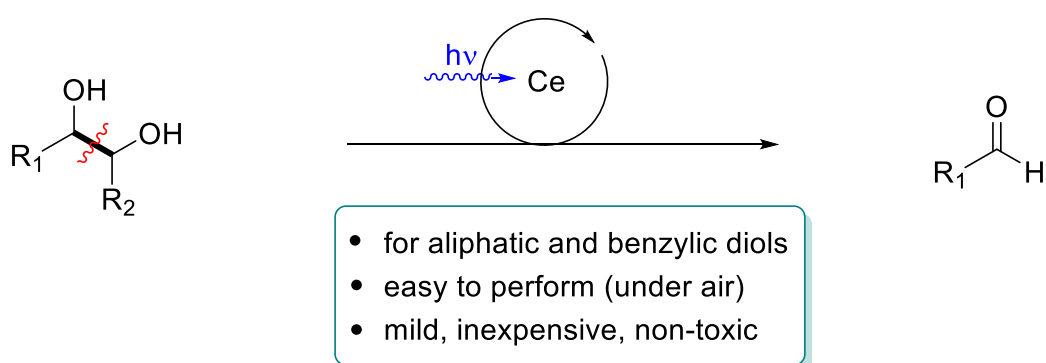 hν
Ce
OH
OH
R1
R2
O
R1
H
• for aliphatic and benzylic diols
• easy to perform (under air)
• mild, inexpensive, non-toxic